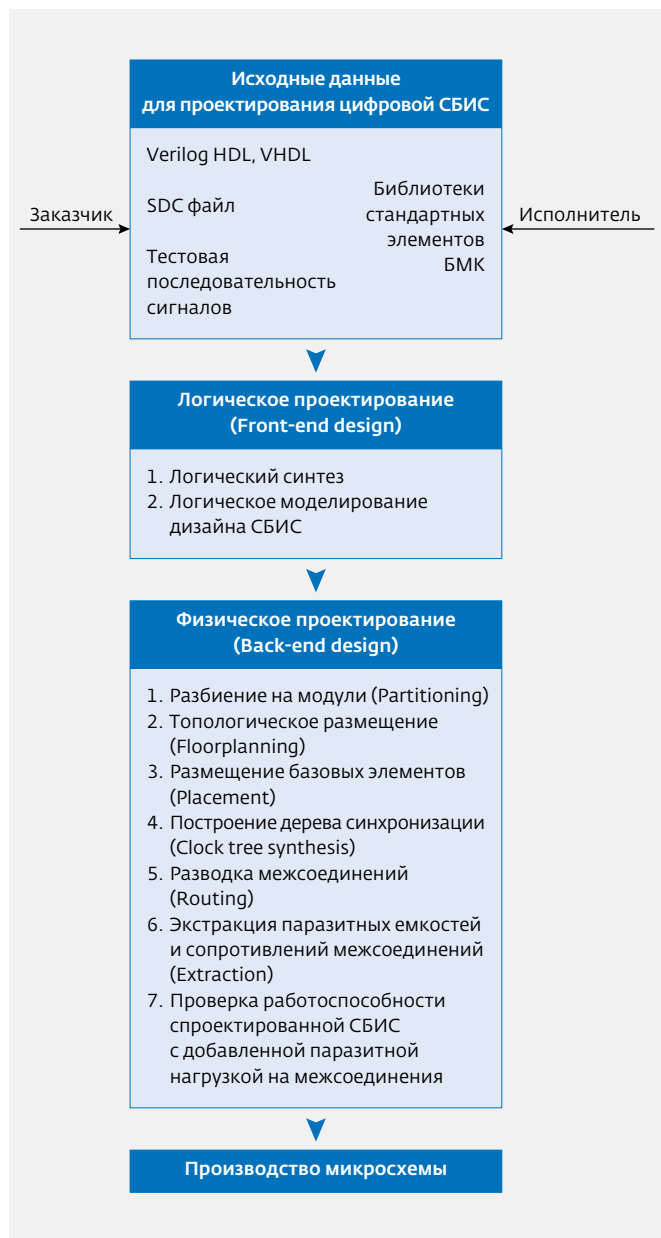 Исходные данные
для проектирования цифровой СБИС
Verilog HDL, VHDL
SDC файл
Тестовая
последовательность
сигналов
Библиотеки
стандартных
элементов
БМК
Заказчик
Исполнитель
Логическое проектирование
(Front-end design)
1. Логический синтез
2. Логическое моделирование
дизайна СБИС
Физическое проектирование
(Back-end design)
1. Разбиение на модули (Partitioning)
2. Топологическое размещение
(Floorplanning)
3. Размещение базовых элементов
(Placement)
4. Построение дерева синхронизации
(Clock tree synthesis)
5. Разводка межсоединений
(Routing)
6. Экстракция паразитных емкостей
и сопротивлений межсоединений
(Extraction)
7. Проверка работоспособности
спроектированной СБИС
с добавленной паразитной
нагрузкой на межсоединения
Производство микросхемы